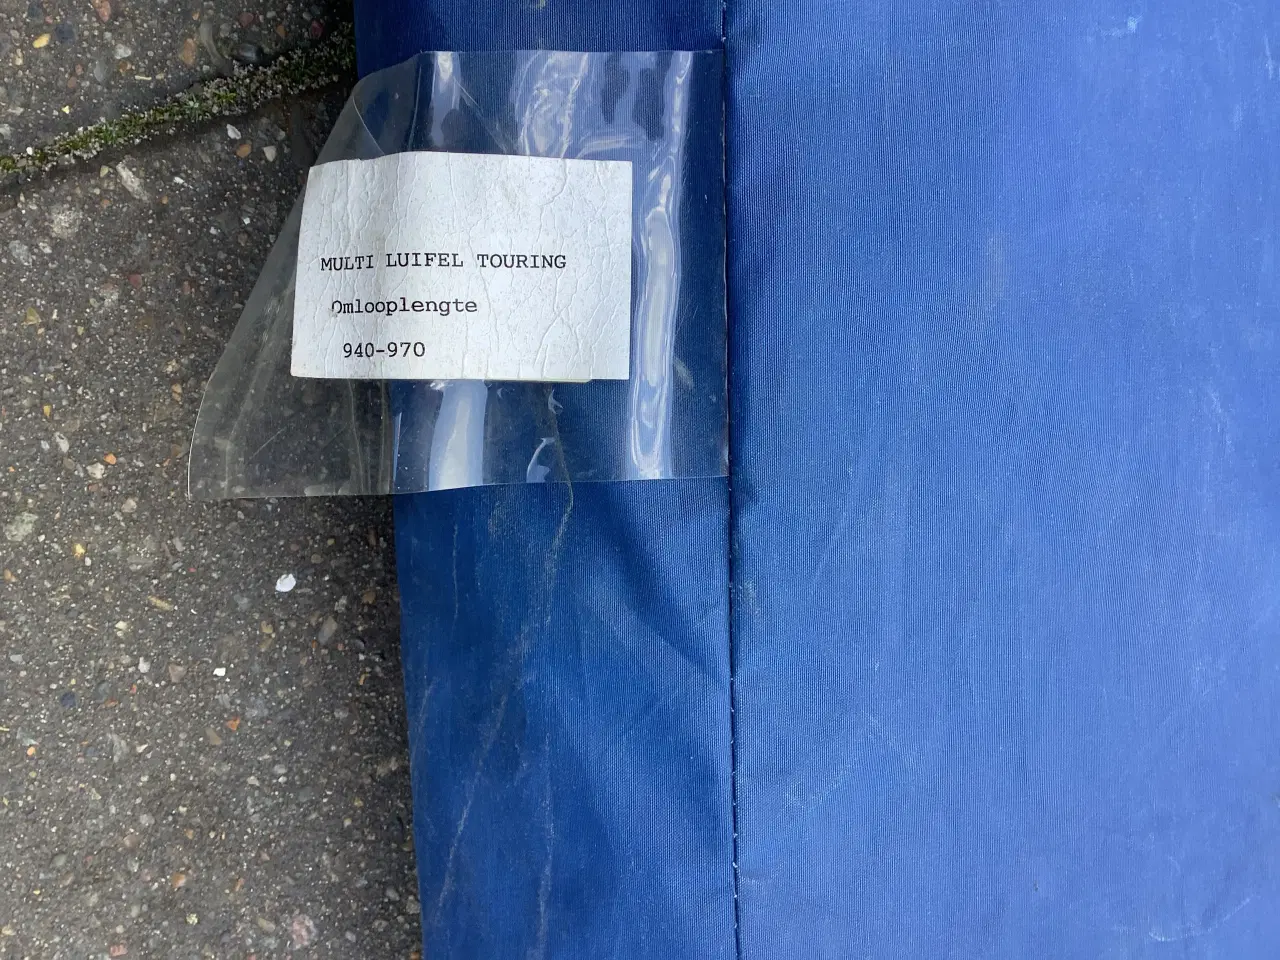 MULTI LUIFEL TOURING
Omlooplengte
940-970